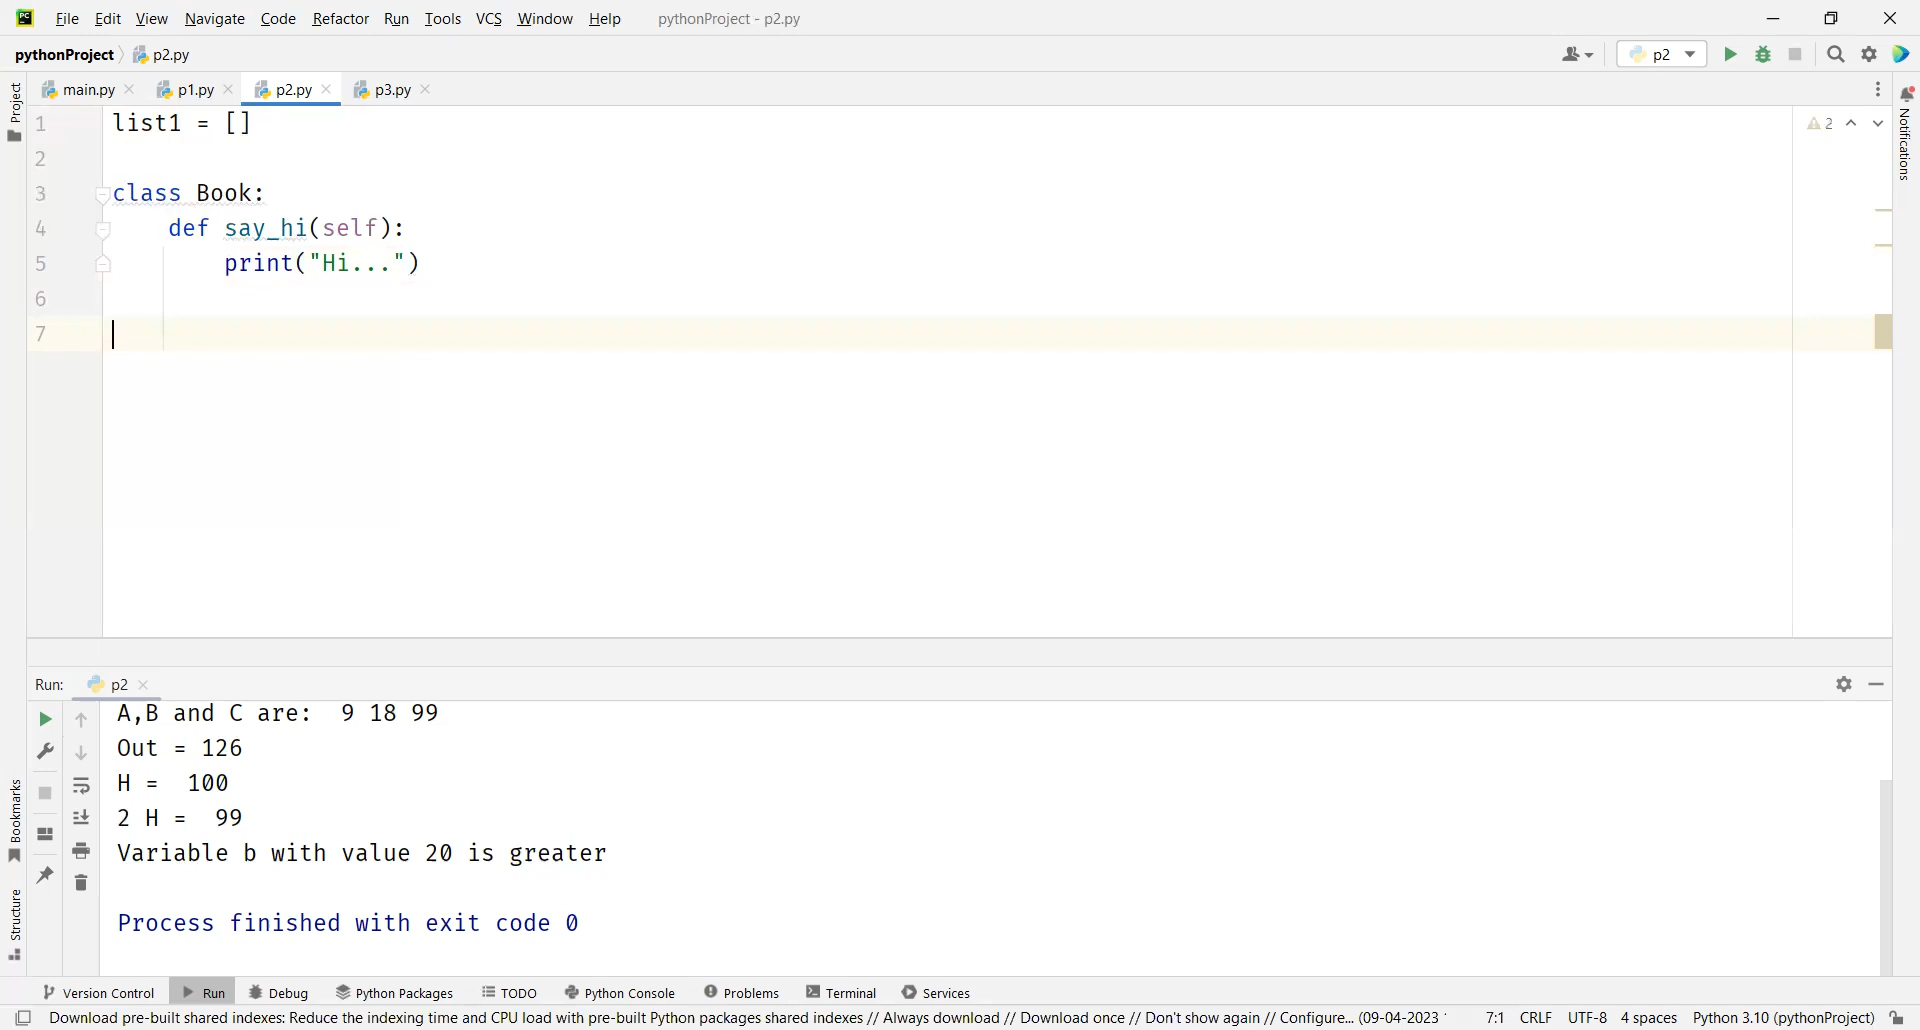 File Edit View Navigate Code Refactor Run Tools VCS Window Help pythonProject - p2.py
pythonProject p2.py p2
Project
main.py p1.py p2.py p3.py
Notifications
1 list1 = [] 2
2
3 class Book:
4 def say_hi(self):
5 print("Hi...")
6
7
Run: p2
A,B and C are:  9 18 99
Out = 126
H =  100
2 H =  99
Variable b with value 20 is greater
Process finished with exit code 0
Bookmarks
Structure
Version Control Run Debug Python Packages TODO Python Console Problems Terminal Services
Download pre-built shared indexes: Reduce the indexing time and CPU load with pre-built Python packages shared indexes // Always download // Download once // Don't show again // Configure... (09-04-2023 7:1 CRLF UTF-8 4 spaces Python 3.10 (pythonProject)